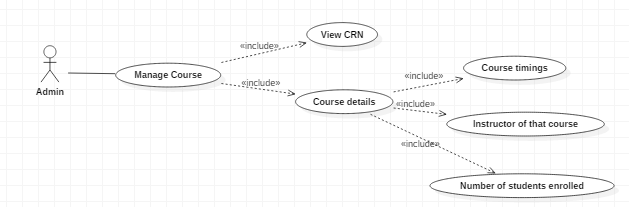 View CRN
«include»
Course timings
Manage Course
«include»
«include»
Admin
Course details
«include»
Instructor of that course
«include»
Number of students enrolled